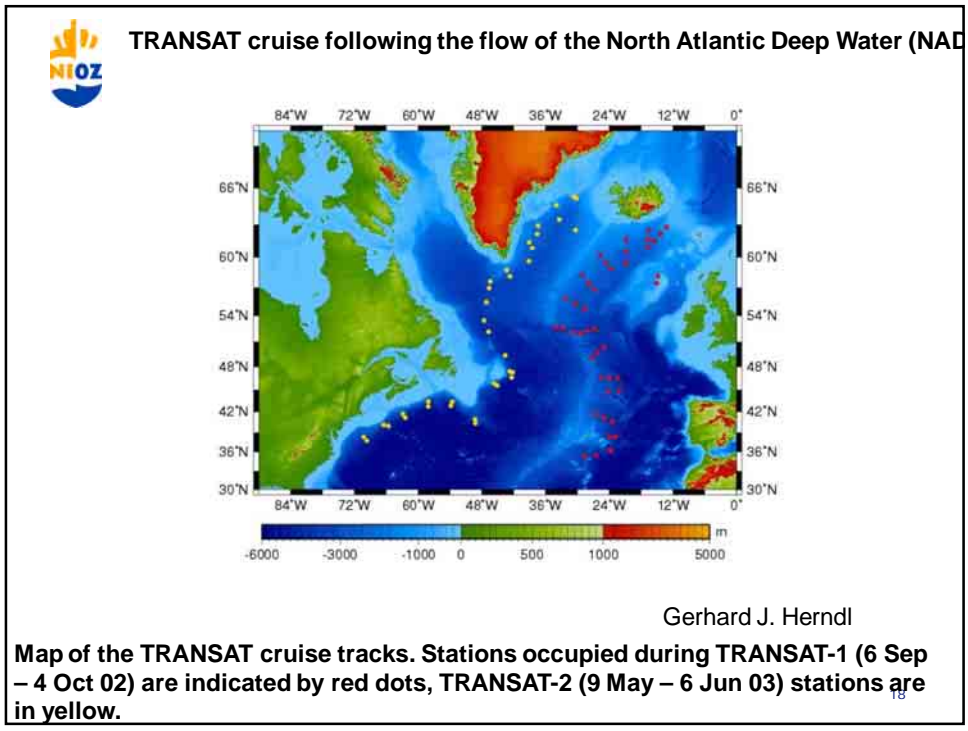 TRANSAT cruise following the flow of the North Atlantic Deep Water (NAD
NIOZ
84°W 72°W 60°W 48°W 36°W 24°W 12°W 0°
66°N 66°N
60°N 60°N
54°N 54°N
48°N 48°N
42°N 42°N
36°N 36°N
30°N 30°N
84°W 72°W 60°W 48°W 36°W 24°W 12°W 0°
m
-6000 -3000 -1000 0 500 1000 5000
Gerhard J. Herndl
Map of the TRANSAT cruise tracks. Stations occupied during TRANSAT-1 (6 Sep
– 4 Oct 02) are indicated by red dots, TRANSAT-2 (9 May – 6 Jun 03) stations are
18
in yellow.